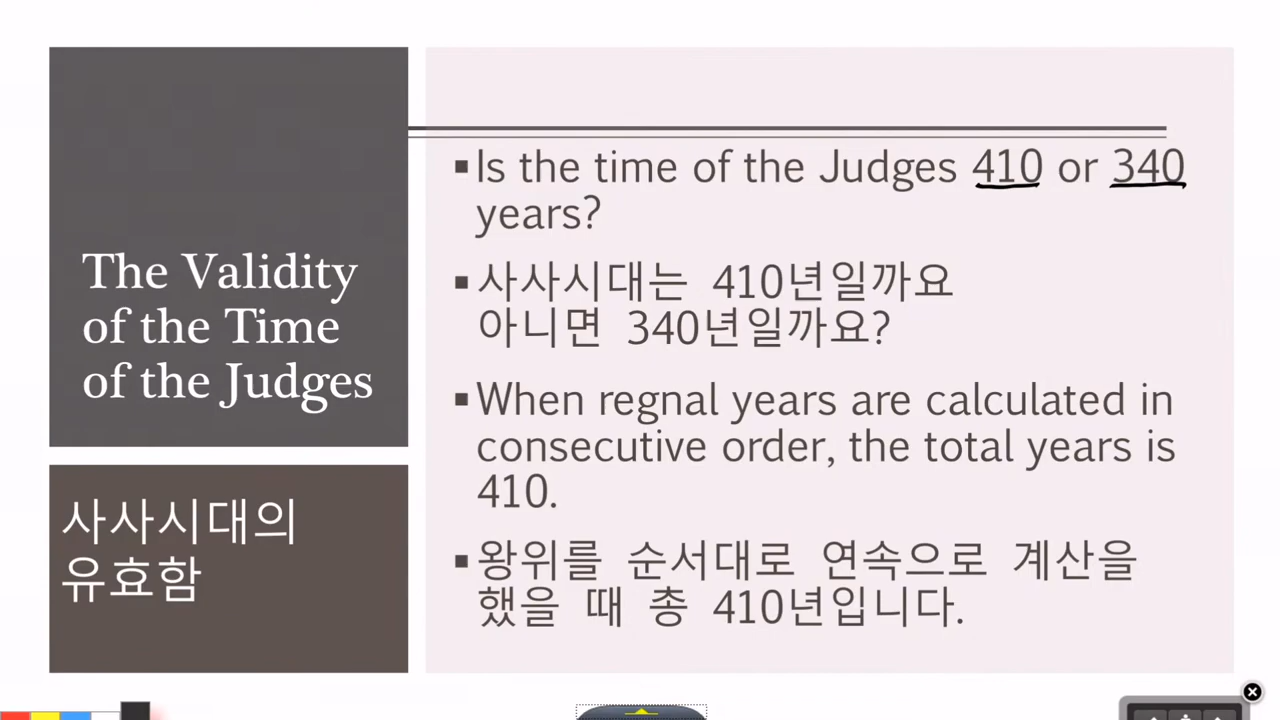 The Validity
of the Time
of the Judges
사사시대의
유효함
▪Is the time of the Judges 410 or 340
years?
▪사사시대는 410년일까요
아니면 340년일까요?
▪When regnal years are calculated in
consecutive order, the total years is
410.
▪왕위를 순서대로 연속으로 계산을
했을 때 총 410년입니다.